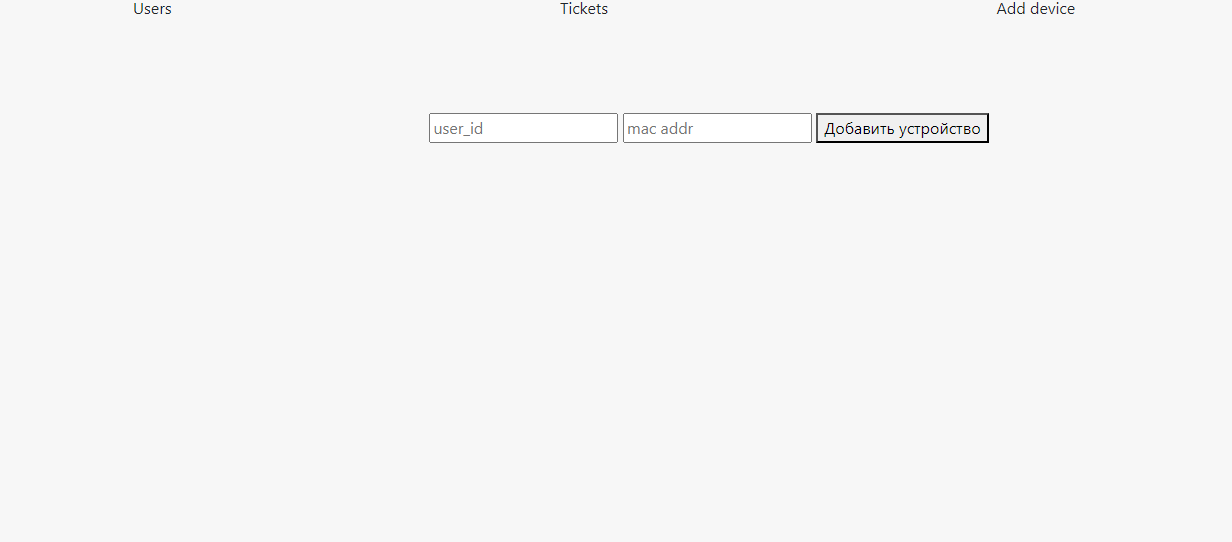 Users Tickets Add device
user_id mac addr Добавить устройство